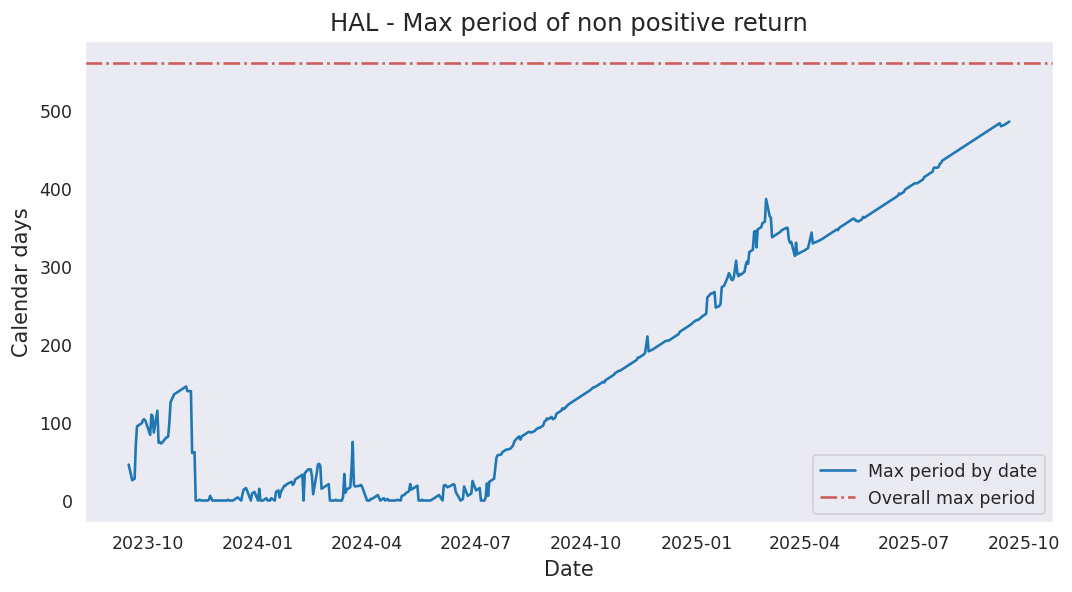 HAL - Max period of non positive return
Calendar days
500
400
300
200
100
0
Max period by date
Overall max period
2023-10 2024-01 2024-04 2024-07 2024-10 2025-01 2025-04 2025-07 2025-10
Date